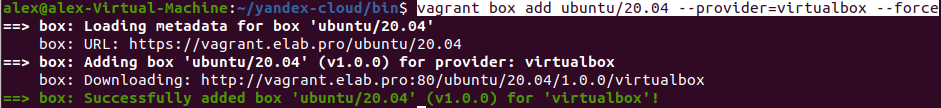 alex@alex-Virtual-Machine:~/yandex-cloud/bin$ vagrant box add ubuntu/20.04 --provider=virtualbox --force
==> box: Loading metadata for box 'ubuntu/20.04'
box: URL: https://vagrant.elab.pro/ubuntu/20.04
==> box: Adding box 'ubuntu/20.04' (v1.0.0) for provider: virtualbox
box: Downloading: http://vagrant.elab.pro:80/ubuntu/20.04/1.0.0/virtualbox
==> box: Successfully added box 'ubuntu/20.04' (v1.0.0) for 'virtualbox'!